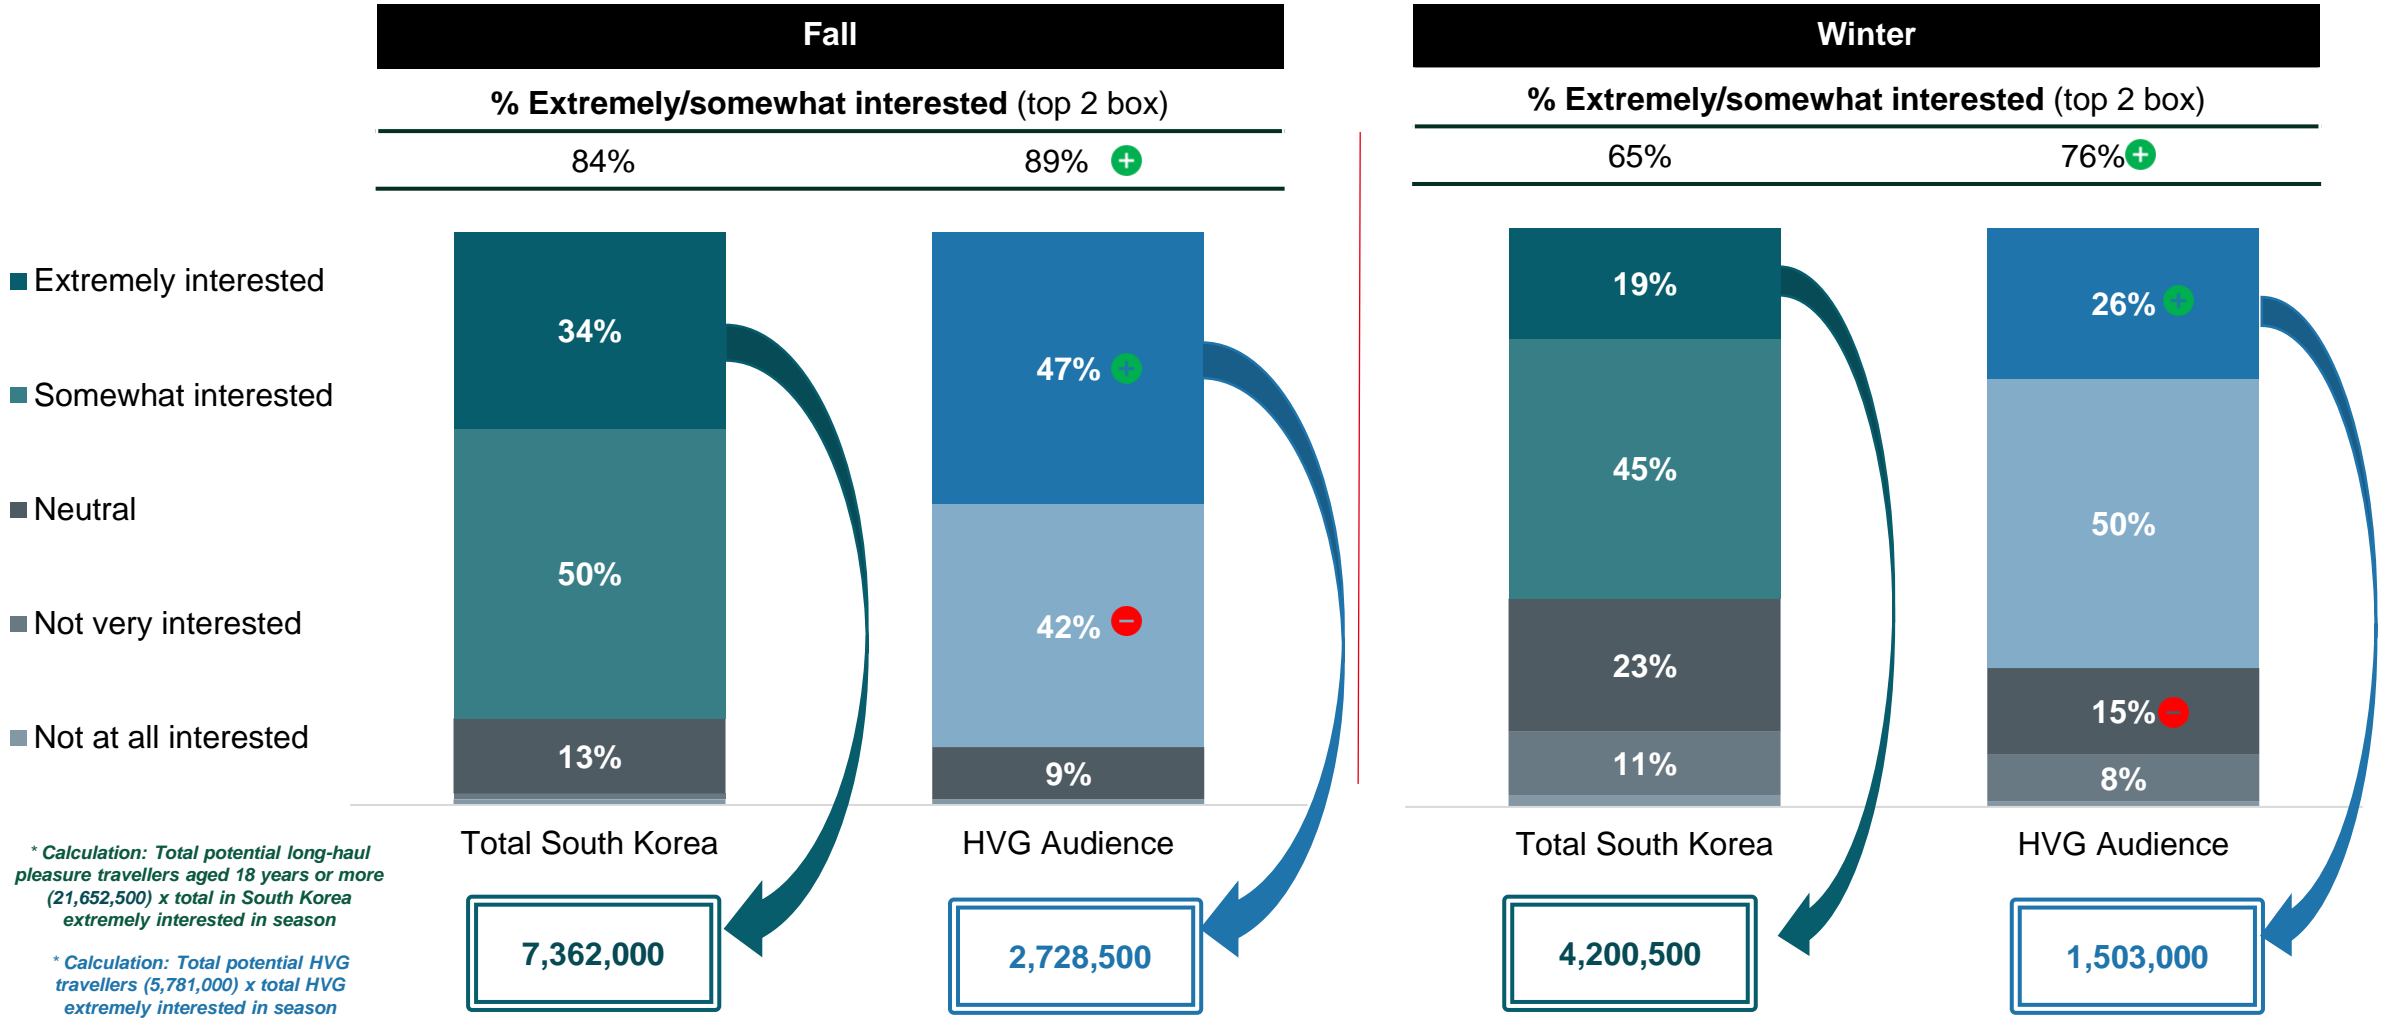 Fall
% Extremely/somewhat interested (top 2 box)
84%
89%
Winter
% Extremely/somewhat interested (top 2 box)
65%
76%
Extremely interested
Somewhat interested
Neutral
Not very interested
Not at all interested
34%
50%
13%
47%
42%
9%
19%
45%
23%
11%
26%
50%
15%
8%
Total South Korea
HVG Audience
Total South Korea
HVG Audience
* Calculation: Total potential long-haul
pleasure travellers aged 18 years or more
(21,652,500) x total in South Korea
extremely interested in season
* Calculation: Total potential HVG
travellers (5,781,000) x total HVG
extremely interested in season
7,362,000
2,728,500
4,200,500
1,503,000